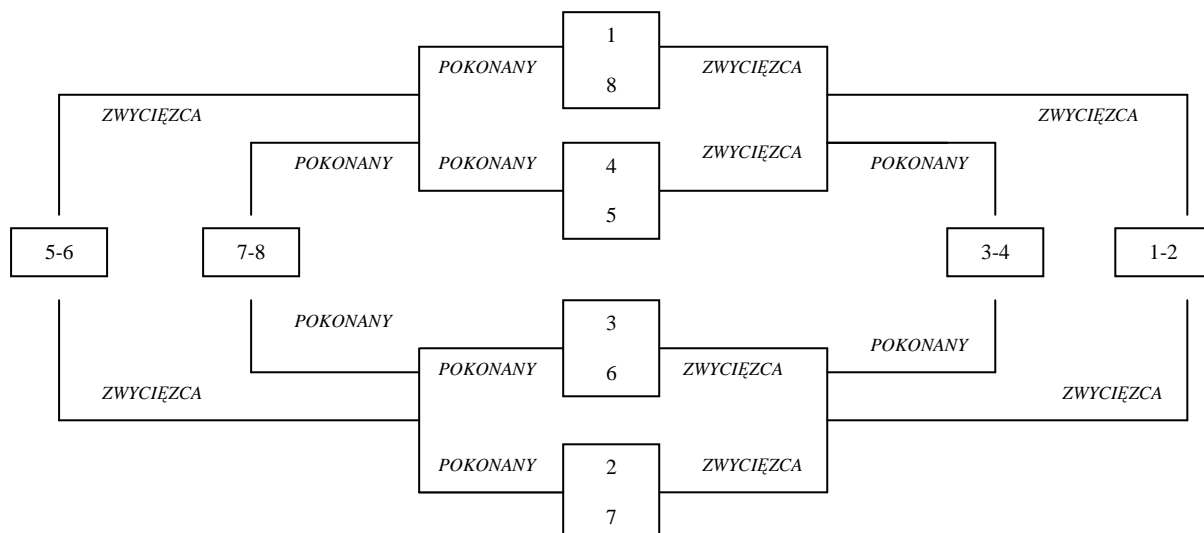 1
POKONANY ZWYCIĘZCA
8
ZWYCIĘZCA ZWYCIĘZCA
POKONANY POKONANY 4 ZWYCIĘZCA POKONANY
5
5-6 7-8 3-4 1-2
POKONANY 3
POKONANY
POKONANY 6 ZWYCIĘZCA
ZWYCIĘZCA ZWYCIĘZCA
POKONANY 2 ZWYCIĘZCA
7